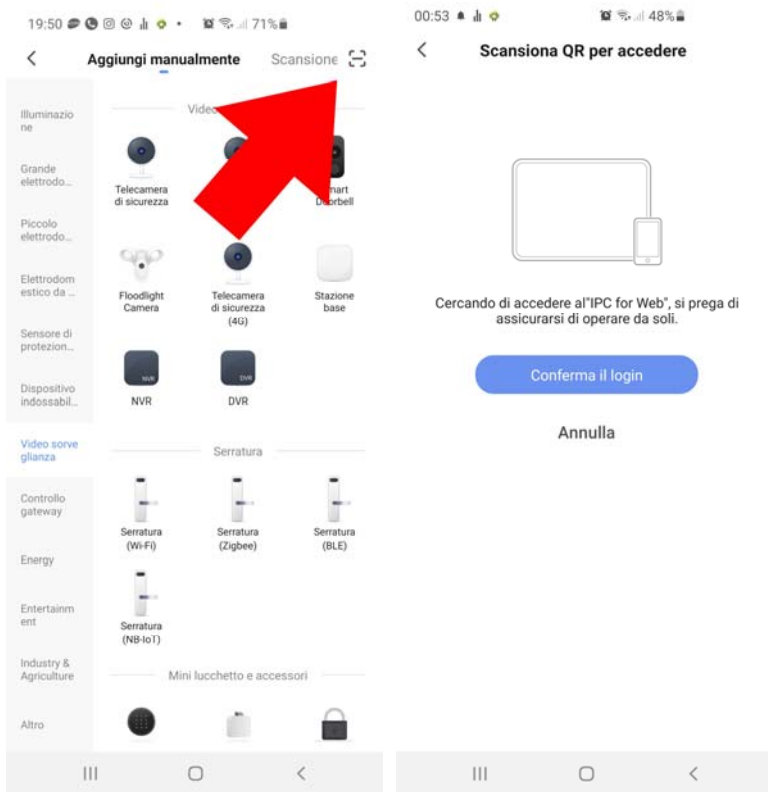 19:50 71%
Aggiungi manualmente Scansione
Illuminazio
ne
Grande
elettrodo...
Piccolo
elettrodo...
Elettrodom
estico da ...
Sensore di
protezion...
Dispositivo
indossabil...
Video sorve
glianza
Controllo
gateway
Energy
Entertainm
ent
Industry &
Agriculture
Altro
Telecamera
di sicurezza
Doorbell
Floodlight
Camera
Telecamera
di sicurezza
(4G)
Stazione
base
NVR
NVR
DVR
DVR
Serratura
Serratura
(Wi-Fi)
Serratura
(Zigbee)
Serratura
(BLE)
Serratura
(NB-IoT)
Mini lucchetto e accessori
00:53 48%
Scansiona QR per accedere
Cercando di accedere al"IPC for Web", si prega di
assicurarsi di operare da soli.
Conferma il login
Annulla